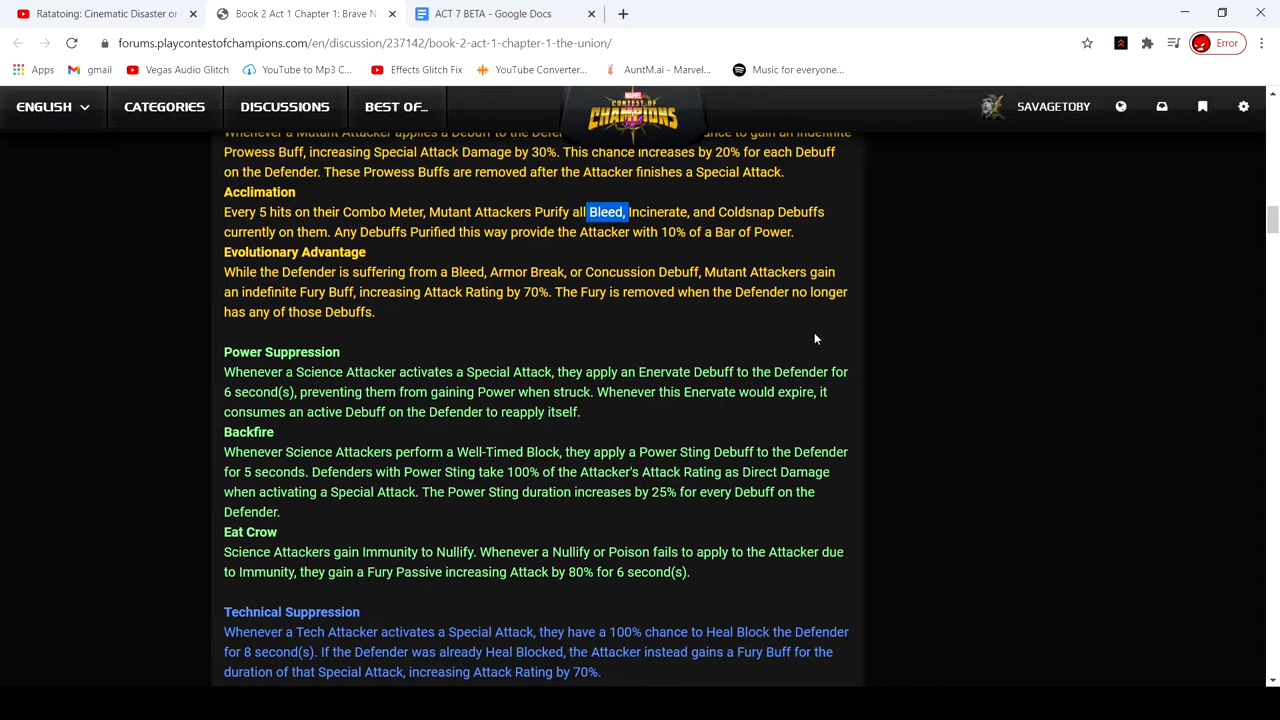 Ratatoing: Cinematic Disaster or
Book 2 Act 1 Chapter 1: Brave N
ACT 7 BETA - Google Docs
forums.playcontestofchampions.com/en/discussion/237142/book-2-act-1-chapter-1-the-union/
Error
Apps
gmail
Vegas Audio Glitch
YouTube to Mp3 C...
Effects Glitch Fix
YouTube Converter...
AuntM.ai - Marvel...
Music for everyone...
ENGLISH
CATEGORIES
DISCUSSIONS
BEST OF...
MARVEL
CONTEST OF
CHAMPIONS
SAVAGETOBY
Whenever a Mutant Attacker applies a Debuff to the Defen ance to gain an Indefinite
Prowess Buff, increasing Special Attack Damage by 30%. This chance increases by 20% for each Debuff
on the Defender. These Prowess Buffs are removed after the Attacker finishes a Special Attack.
Acclimation
Every 5 hits on their Combo Meter, Mutant Attackers Purify all Bleed, Incinerate, and Coldsnap Debuffs
currently on them. Any Debuffs Purified this way provide the Attacker with 10% of a Bar of Power.
Evolutionary Advantage
While the Defender is suffering from a Bleed, Armor Break, or Concussion Debuff, Mutant Attackers gain
an indefinite Fury Buff, increasing Attack Rating by 70%. The Fury is removed when the Defender no longer
has any of those Debuffs.
Power Suppression
Whenever a Science Attacker activates a Special Attack, they apply an Enervate Debuff to the Defender for
6 second(s), preventing them from gaining Power when struck. Whenever this Enervate would expire, it
consumes an active Debuff on the Defender to reapply itself.
Backfire
Whenever Science Attackers perform a Well-Timed Block, they apply a Power Sting Debuff to the Defender
for 5 seconds. Defenders with Power Sting take 100% of the Attacker's Attack Rating as Direct Damage
when activating a Special Attack. The Power Sting duration increases by 25% for every Debuff on the
Defender.
Eat Crow
Science Attackers gain Immunity to Nullify. Whenever a Nullify or Poison fails to apply to the Attacker due
to Immunity, they gain a Fury Passive increasing Attack by 80% for 6 second(s).
Technical Suppression
Whenever a Tech Attacker activates a Special Attack, they have a 100% chance to Heal Block the Defender
for 8 second(s). If the Defender was already Heal Blocked, the Attacker instead gains a Fury Buff for the
duration of that Special Attack, increasing Attack Rating by 70%.